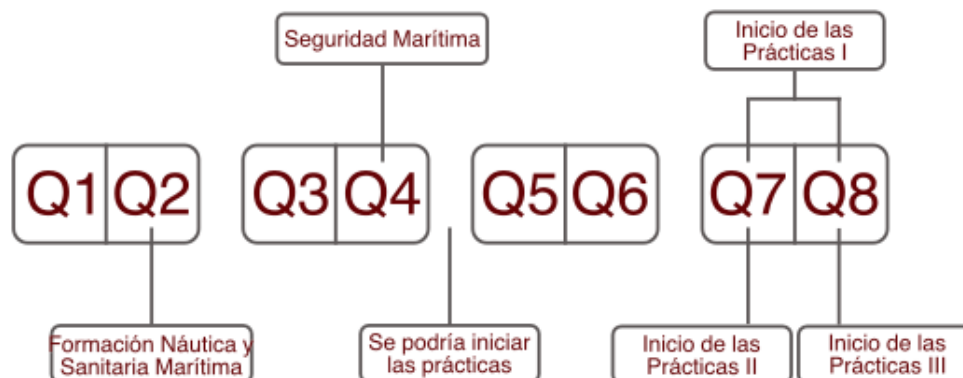 Seguridad Marítima
Inicio de las
Prácticas I
Q1 Q2 Q3 Q4 Q5 Q6 Q7 Q8
Formación Náutica y
Sanitaria Marítima
Se podría iniciar
las prácticas
Inicio de las
Prácticas II
Inicio de las
Prácticas III